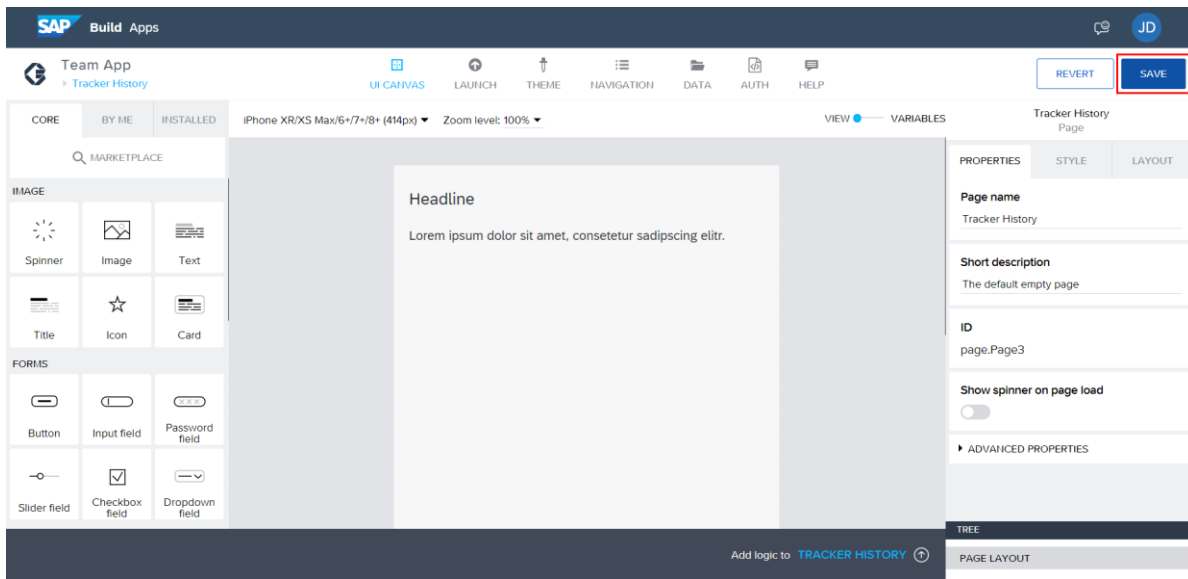 SAP Build Apps
JD
Team App
Tracker History
UI CANVAS LAUNCH THEME NAVIGATION DATA AUTH HELP
REVERT SAVE
CORE BY ME INSTALLED
iPhone XR/XS Max/6+/7+/8+ (414px) Zoom level: 100%
VIEW VARIABLES
Tracker History
Page
MARKETPLACE
PROPERTIES STYLE LAYOUT
IMAGE
Spinner Image Text
Title Icon Card
FORMS
Button Input field Password field
Slider field Checkbox field Dropdown field
Headline
Lorem ipsum dolor sit amet, consetetur sadipscing elitr.
Page name
Tracker History
Short description
The default empty page
ID
page.Page3
Show spinner on page load
ADVANCED PROPERTIES
Add logic to TRACKER HISTORY
TREE
PAGE LAYOUT